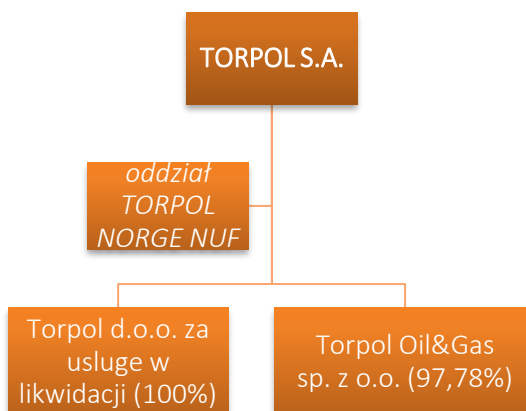 TORPOL S.A.
oddział
TORPOL
NORGE NUF
Torpol d.o.o. za
usluge w
likwidacji (100%)
Torpol Oil&Gas
sp. z o.o. (97,78%)